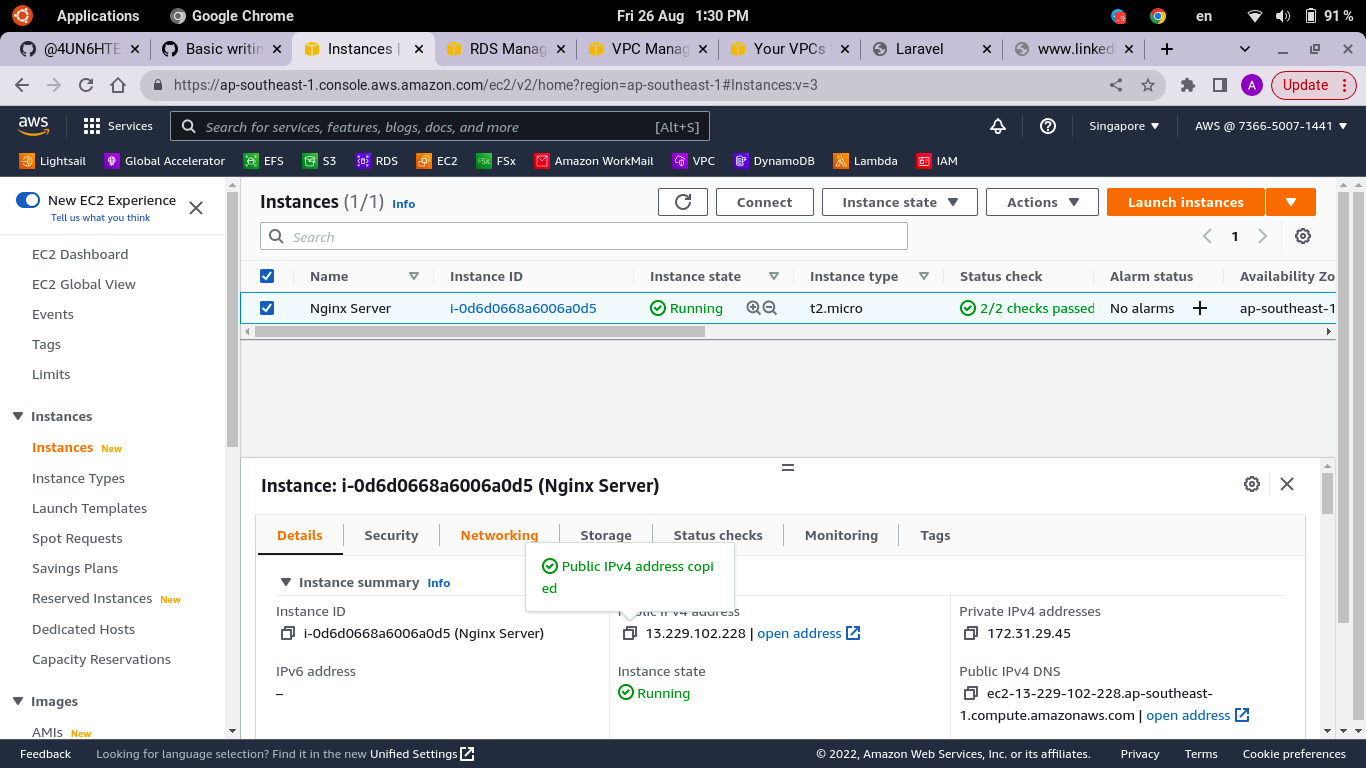 Applications Google Chrome Fri 26 Aug 1:30 PM en 91 %
@4UN6HTE Basic writin Instances | RDS Manag VPC Manag Your VPCs Laravel www.linked
https://ap-southeast-1.console.aws.amazon.com/ec2/v2/home?region=ap-southeast-1#Instances:v=3 A Update
aws Services Search for services, features, blogs, docs, and more [Alt+S] Singapore AWS @ 7366-5007-1441
Lightsail Global Accelerator EFS S3 RDS EC2 FSx Amazon WorkMail VPC DynamoDB Lambda IAM
New EC2 Experience
Tell us what you think
EC2 Dashboard
EC2 Global View
Events
Tags
Limits
Instances
Instances New
Instance Types
Launch Templates
Spot Requests
Savings Plans
Reserved Instances New
Dedicated Hosts
Capacity Reservations
Images
AMIs New
Instances (1/1) Info Connect Instance state Actions Launch instances
Search 1
Name Instance ID Instance state Instance type Status check Alarm status Availability Zo
Nginx Server i-0d6d0668a6006a0d5 Running t2.micro 2/2 checks passed No alarms ap-southeast-1
Instance: i-0d6d0668a6006a0d5 (Nginx Server)
Details Security Networking Storage Status checks Monitoring Tags
Public IPv4 address copi
ed
Instance summary Info
Instance ID Public IPv4 address Private IPv4 addresses
i-0d6d0668a6006a0d5 (Nginx Server) 13.229.102.228 | open address 172.31.29.45
IPv6 address Instance state Public IPv4 DNS
– Running ec2-13-229-102-228.ap-southeast-
1.compute.amazonaws.com | open address
Feedback Looking for language selection? Find it in the new Unified Settings © 2022, Amazon Web Services, Inc. or its affiliates. Privacy Terms Cookie preferences